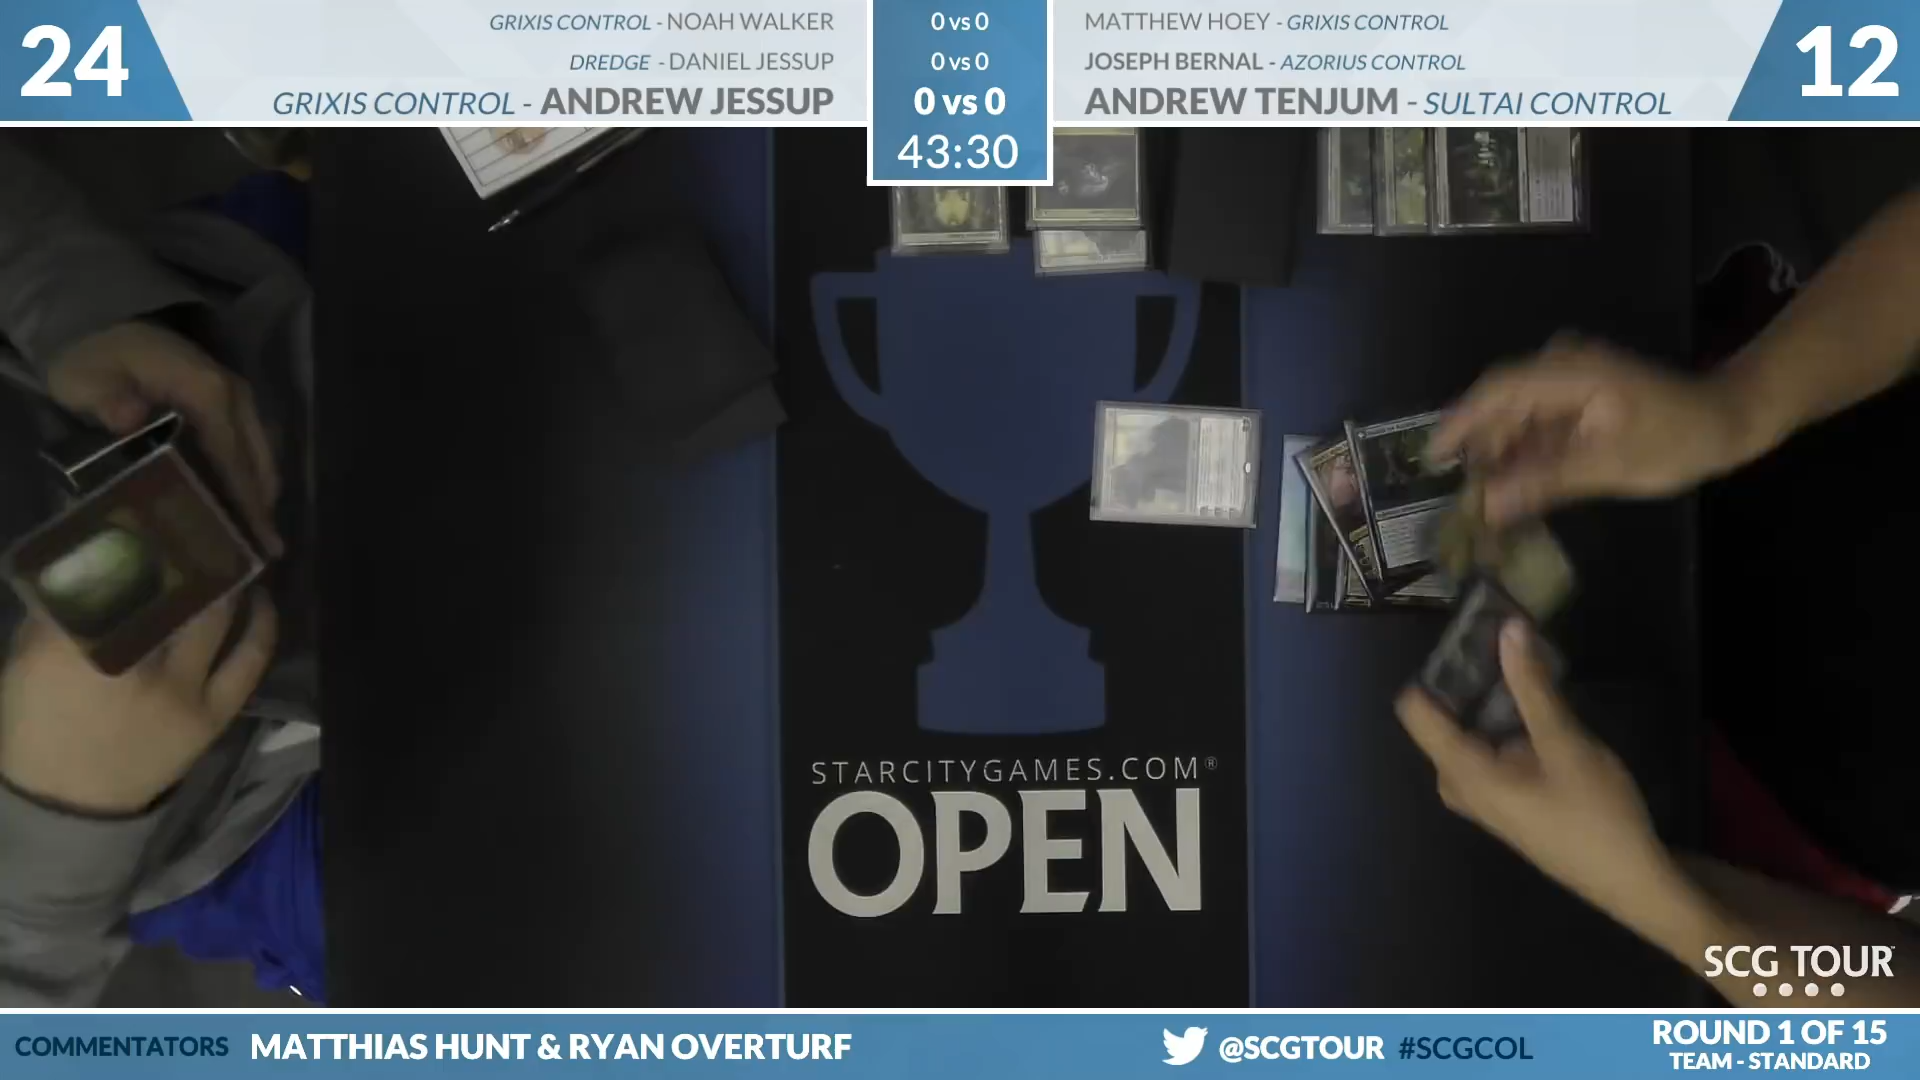 24
GRIXIS CONTROL - NOAH WALKER
DREDGE - DANIEL JESSUP
GRIXIS CONTROL - ANDREW JESSUP
0 vs 0
0 vs 0
0 vs 0
43:30
MATTHEW HOEY - GRIXIS CONTROL
JOSEPH BERNAL - AZORIUS CONTROL
ANDREW TENJUM - SULTAI CONTROL
12
STARCITYGAMES.COM®
OPEN
SCG TOUR
COMMENTATORS MATTHIAS HUNT & RYAN OVERTURF
@SCGTOUR #SCGCOL
ROUND 1 OF 15
TEAM - STANDARD